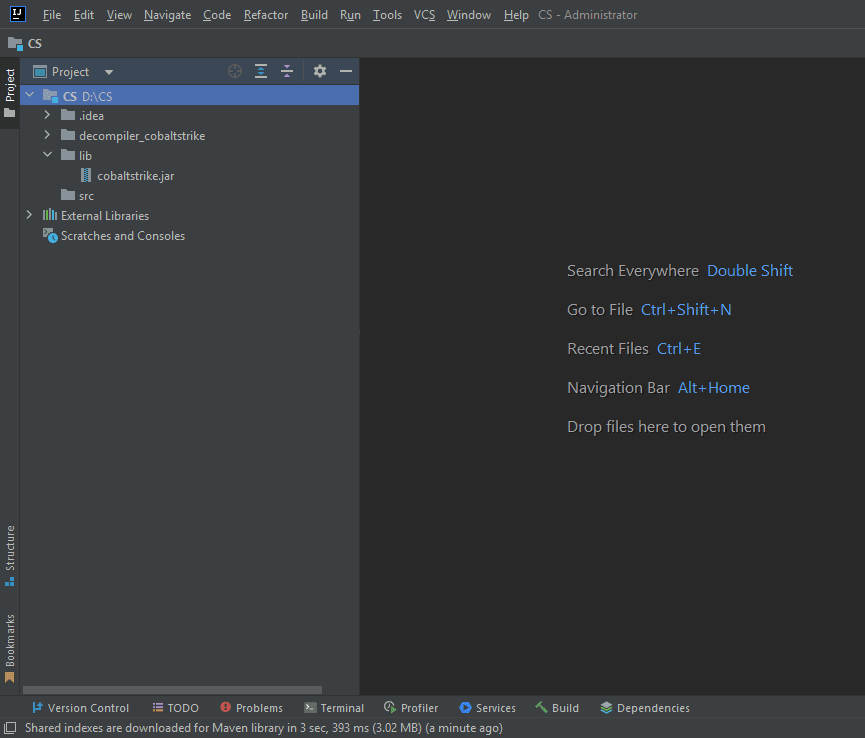 IJ
File Edit View Navigate Code Refactor Build Run Tools VCS Window Help CS - Administrator
CS
Project
Project
CS D:\CS
.idea
decompiler_cobaltstrike
lib
cobaltstrike.jar
src
External Libraries
Scratches and Consoles
Search Everywhere Double Shift
Go to File Ctrl+Shift+N
Recent Files Ctrl+E
Navigation Bar Alt+Home
Drop files here to open them
Structure
Bookmarks
Version Control TODO Problems Terminal Profiler Services Build Dependencies
Shared indexes are downloaded for Maven library in 3 sec, 393 ms (3.02 MB) (a minute ago)